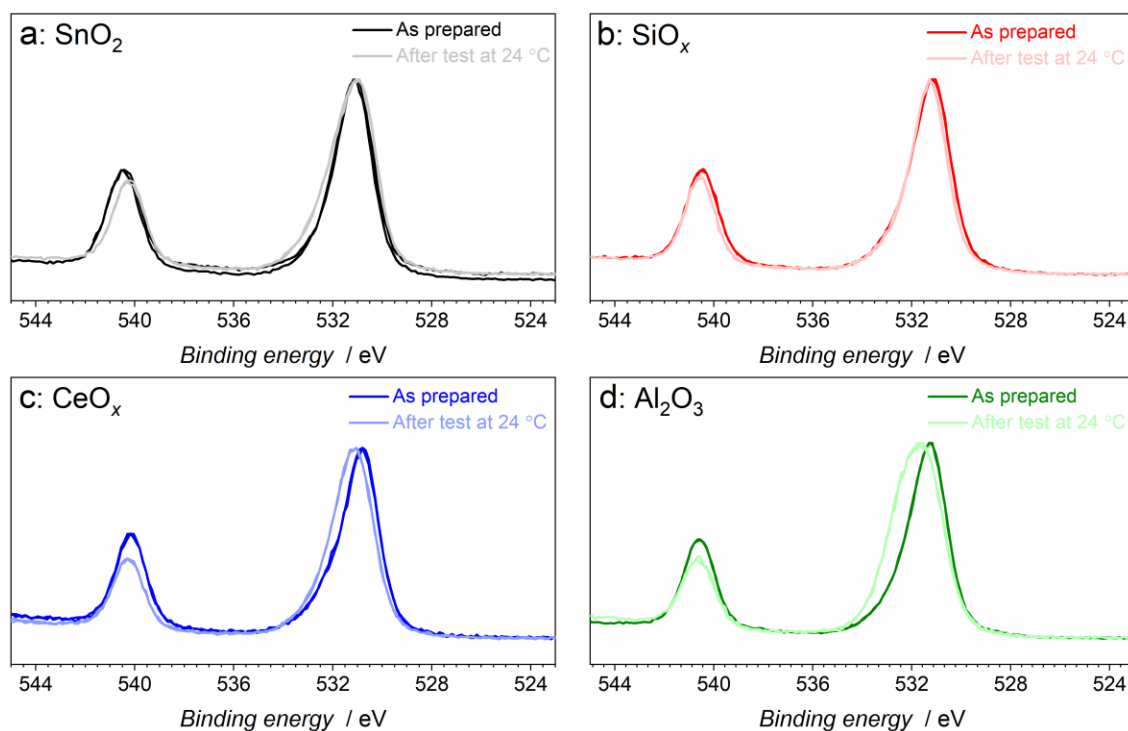 a: SnO₂
As prepared
After test at 24 °C
544 540 536 532 528 524
Binding energy / eV
b: SiOₓ
As prepared
After test at 24 °C
544 540 536 532 528 524
Binding energy / eV
c: CeOₓ
As prepared
After test at 24 °C
544 540 536 532 528 524
Binding energy / eV
d: Al₂O₃
As prepared
After test at 24 °C
544 540 536 532 528 524
Binding energy / eV